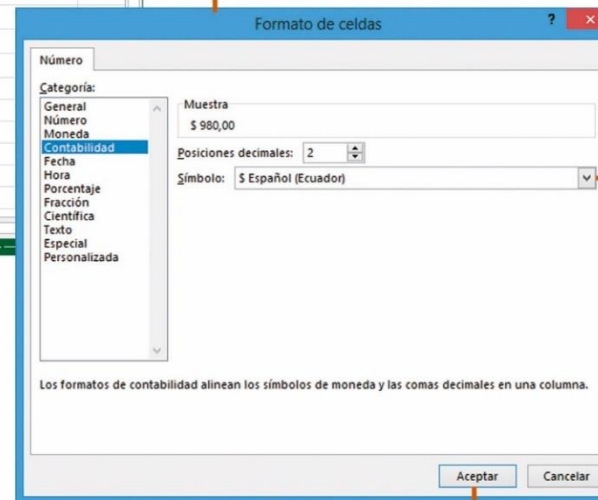 Formato de celdas
?
Número
Categoría:
General
Número
Moneda
Contabilidad
Fecha
Hora
Porcentaje
Fracción
Científica
Texto
Especial
Personalizada
Muestra
$ 980,00
Posiciones decimales: 2
Símbolo: $ Español (Ecuador)
Los formatos de contabilidad alinean los símbolos de moneda y las comas decimales en una columna.
Aceptar Cancelar